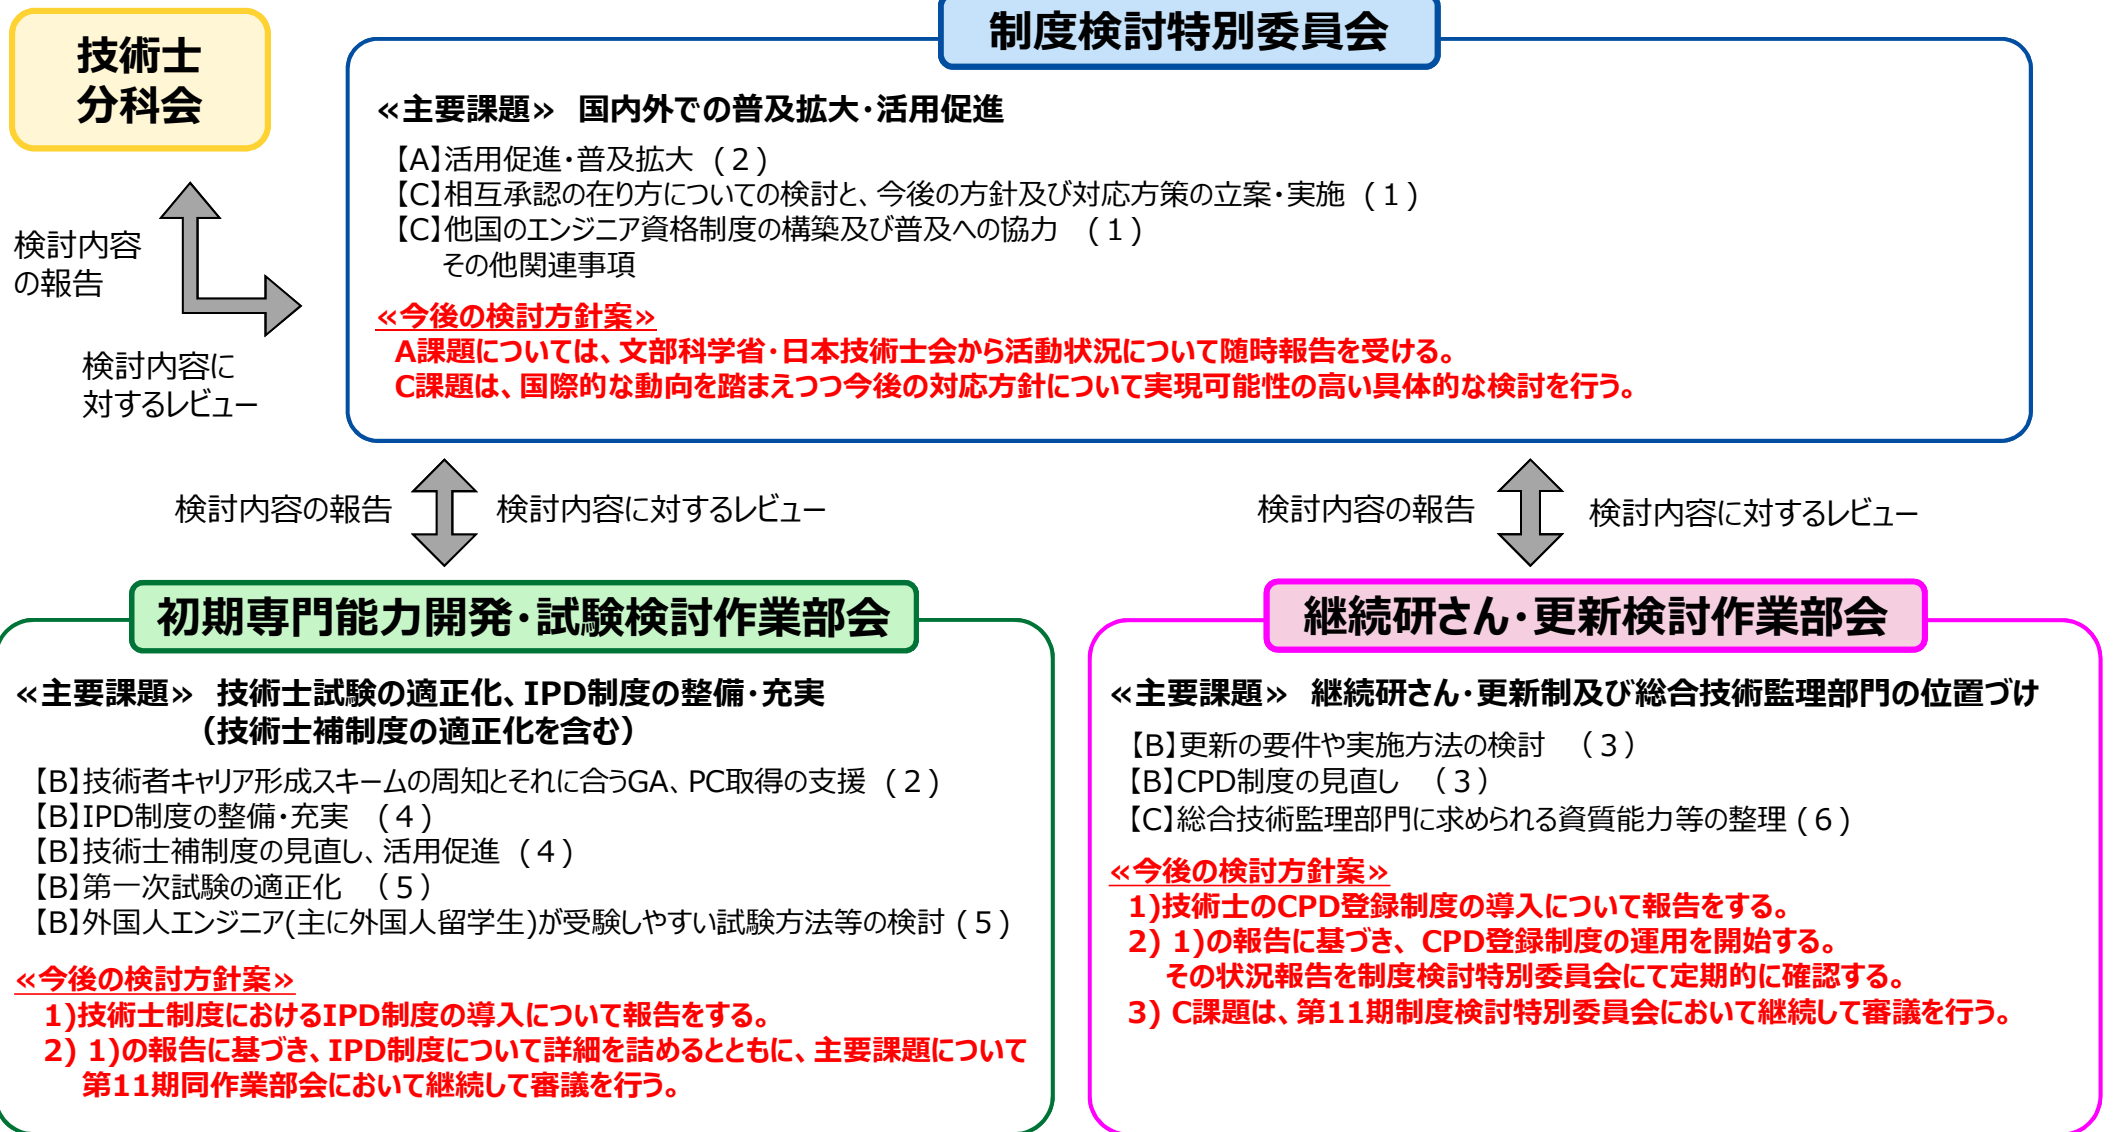 技術士
分科会
検討内容
の報告
検討内容に
対するレビュー
制度検討特別委員会
≪主要課題≫ 国内外での普及拡大・活用促進
【A】活用促進・普及拡大 (２)
【C】相互承認の在り方についての検討と、今後の方針及び対応方策の立案・実施 (１)
【C】他国のエンジニア資格制度の構築及び普及への協力 (１)
その他関連事項
≪今後の検討方針案≫
A課題については、文部科学省・日本技術士会から活動状況について随時報告を受ける。
C課題は、国際的な動向を踏まえつつ今後の対応方針について実現可能性の高い具体的な検討を行う。
検討内容の報告
検討内容に対するレビュー
検討内容の報告
検討内容に対するレビュー
初期専門能力開発・試験検討作業部会
≪主要課題≫ 技術士試験の適正化、IPD制度の整備・充実
（技術士補制度の適正化を含む）
【B】技術者キャリア形成スキームの周知とそれに合うGA、PC取得の支援 (２)
【B】IPD制度の整備・充実 (４)
【B】技術士補制度の見直し、活用促進 (４)
【B】第一次試験の適正化 （５）
【B】外国人エンジニア(主に外国人留学生)が受験しやすい試験方法等の検討 (５)
≪今後の検討方針案≫
1)技術士制度におけるIPD制度の導入について報告をする。
2) 1)の報告に基づき、IPD制度について詳細を詰めるとともに、主要課題について
第11期同作業部会において継続して審議を行う。
継続研さん・更新検討作業部会
≪主要課題≫ 継続研さん・更新制及び総合技術監理部門の位置づけ
【B】更新の要件や実施方法の検討 （３）
【B】CPD制度の見直し （３）
【C】総合技術監理部門に求められる資質能力等の整理 (６)
≪今後の検討方針案≫
1)技術士のCPD登録制度の導入について報告をする。
2) 1)の報告に基づき、CPD登録制度の運用を開始する。
その状況報告を制度検討特別委員会にて定期的に確認する。
3) C課題は、第11期制度検討特別委員会において継続して審議を行う。